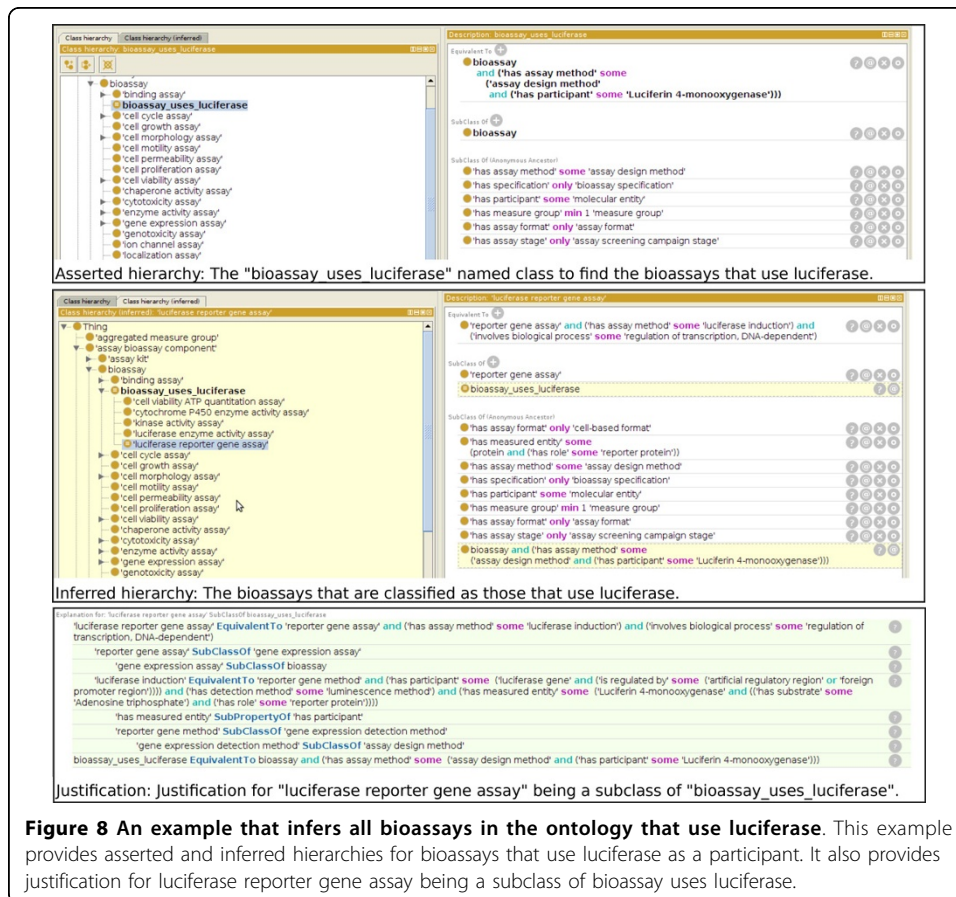 Class hierarchy Class hierarchy (inferred)
Class hierarchy: bioassay_uses_luciferase
bioassay
'binding assay'
bioassay_uses_luciferase
'cell cycle assay'
'cell growth assay'
'cell morphology assay'
'cell motility assay'
'cell permeability assay'
'cell proliferation assay'
'cell viability assay'
'chaperone activity assay'
'cytotoxicity assay'
'enzyme activity assay'
'gene expression assay'
'genotoxicity assay'
'ion channel assay'
'localization assay'
Description: bioassay_uses_luciferase
Equivalent To
bioassay
and ('has assay method' some
('assay design method'
and ('has participant' some 'Luciferin 4-monooxygenase')))
SubClass Of
bioassay
SubClass Of (Anonymous Ancestor)
'has assay method' some 'assay design method'
'has specification' only 'bioassay specification'
'has participant' some 'molecular entity'
'has measure group' min 1 'measure group'
'has assay format' only 'assay format'
'has assay stage' only 'assay screening campaign stage'
Asserted hierarchy: The "bioassay_uses_luciferase" named class to find the bioassays that use luciferase.
Class hierarchy Class hierarchy (inferred)
Class hierarchy (inferred): 'luciferase reporter gene assay'
Thing
'aggregated measure group'
'assay bioassay component'
'assay kit'
bioassay
'binding assay'
bioassay_uses_luciferase
'cell viability ATP quantitation assay'
'cytochrome P450 enzyme activity assay'
'kinase activity assay'
'luciferase enzyme activity assay'
'luciferase reporter gene assay'
'cell cycle assay'
'cell growth assay'
'cell morphology assay'
'cell motility assay'
'cell permeability assay'
'cell proliferation assay'
'cell viability assay'
'chaperone activity assay'
'cytotoxicity assay'
'enzyme activity assay'
'gene expression assay'
'genotoxicity assay'
Description: 'luciferase reporter gene assay'
Equivalent To
'reporter gene assay' and ('has assay method' some 'luciferase induction') and
('involves biological process' some 'regulation of transcription, DNA-dependent')
SubClass Of
'reporter gene assay'
bioassay_uses_luciferase
SubClass Of (Anonymous Ancestor)
'has assay format' only 'cell-based format'
'has measured entity' some
(protein and ('has role' some 'reporter protein'))
'has assay method' some 'assay design method'
'has specification' only 'bioassay specification'
'has participant' some 'molecular entity'
'has measure group' min 1 'measure group'
'has assay format' only 'assay format'
'has assay stage' only 'assay screening campaign stage'
bioassay and ('has assay method' some
('assay design method' and ('has participant' some 'Luciferin 4-monooxygenase')))
Inferred hierarchy: The bioassays that are classified as those that use luciferase.
Explanation for: 'luciferase reporter gene assay' SubClassOf bioassay_uses_luciferase
'luciferase reporter gene assay' EquivalentTo 'reporter gene assay' and ('has assay method' some 'luciferase induction') and ('involves biological process' some 'regulation of
transcription, DNA-dependent')
'reporter gene assay' SubClassOf 'gene expression assay'
'gene expression assay' SubClassOf bioassay
'luciferase induction' EquivalentTo 'reporter gene method' and ('has participant' some ('luciferase gene' and ('is regulated by' some ('artificial regulatory region' or 'foreign
promoter region')))) and ('has detection method' some 'luminescence method') and ('has measured entity' some ('Luciferin 4-monooxygenase' and (('has substrate' some
'Adenosine triphosphate') and ('has role' some 'reporter protein'))))
'has measured entity' SubPropertyOf 'has participant'
'reporter gene method' SubClassOf 'gene expression detection method'
'gene expression detection method' SubClassOf 'assay design method'
bioassay_uses_luciferase EquivalentTo bioassay and ('has assay method' some ('assay design method' and ('has participant' some 'Luciferin 4-monooxygenase')))
Justification: Justification for "luciferase reporter gene assay" being a subclass of "bioassay_uses_luciferase".
Figure 8 An example that infers all bioassays in the ontology that use luciferase. This example
provides asserted and inferred hierarchies for bioassays that use luciferase as a participant. It also provides
justification for luciferase reporter gene assay being a subclass of bioassay uses luciferase.